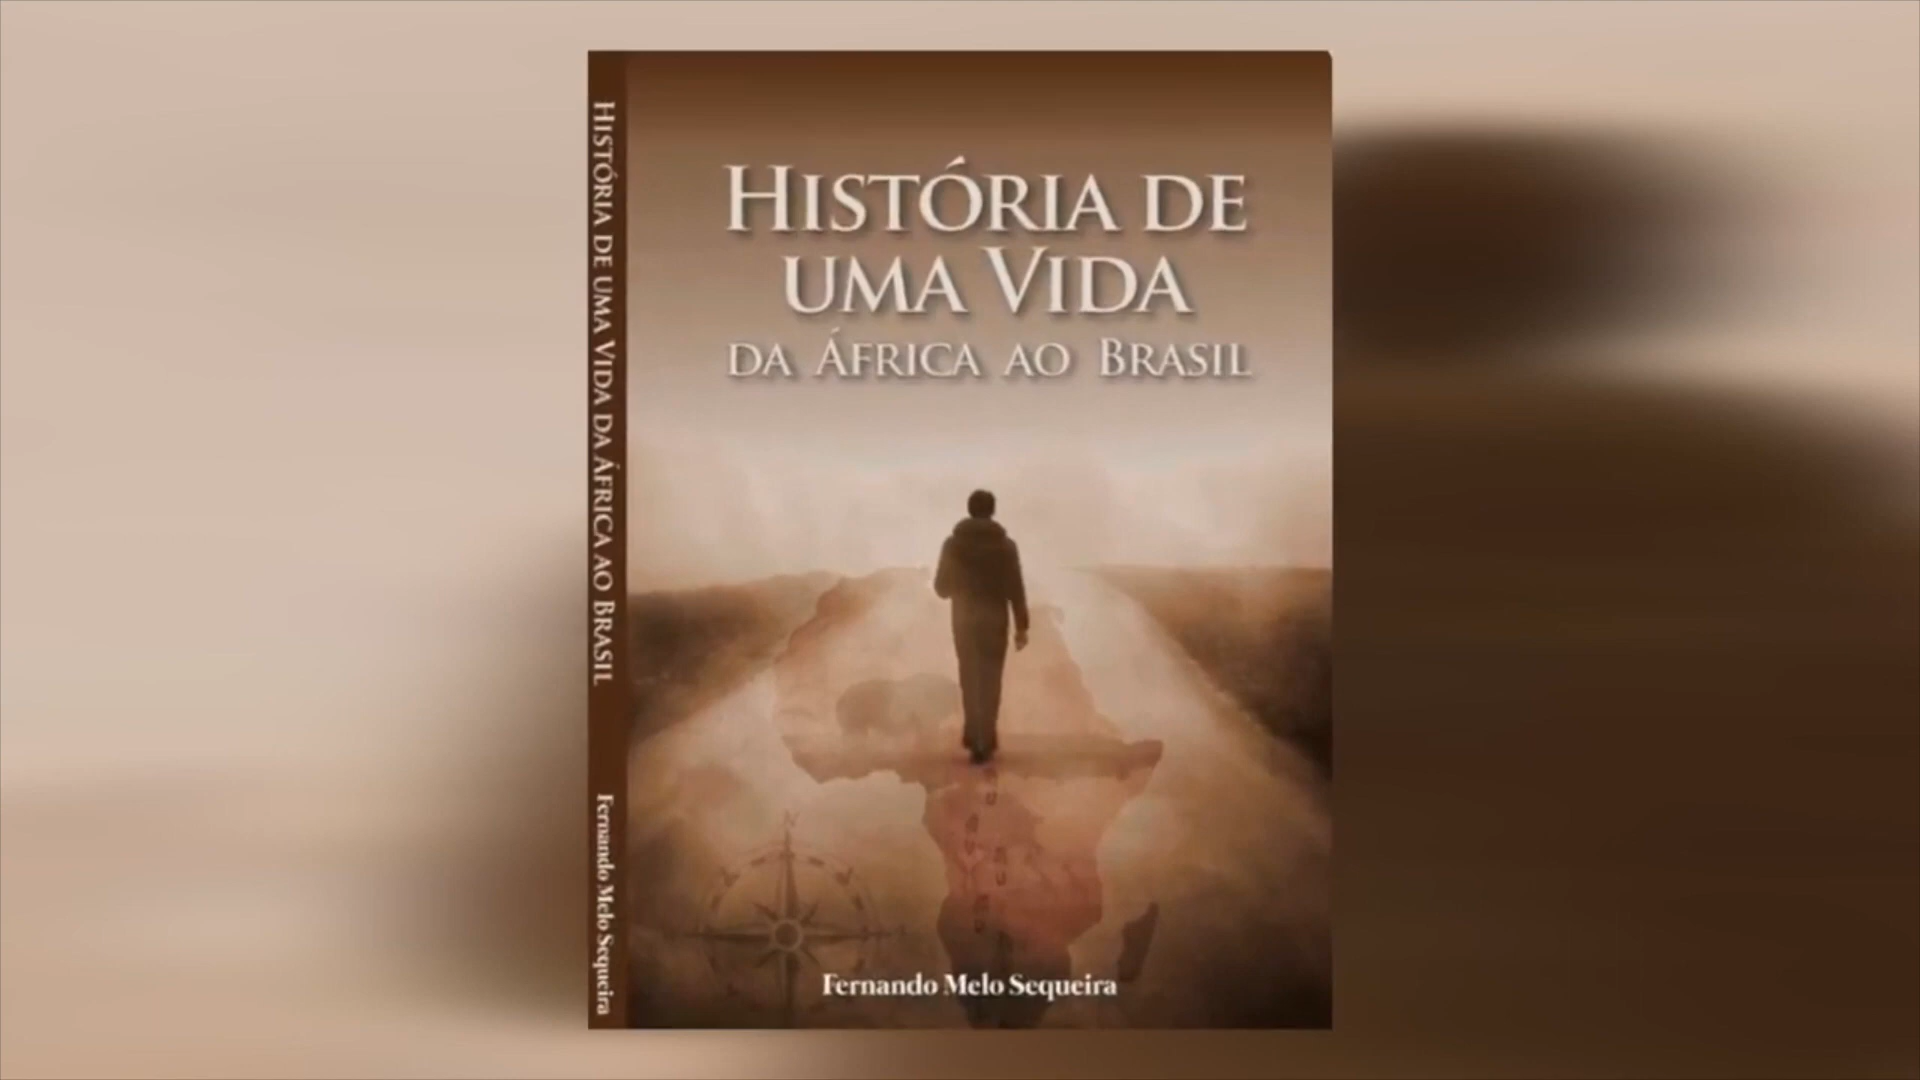 HISTÓRIA DE UMA VIDA DA ÁFRICA AO BRASIL
Fernando Melo Sequeira
HISTÓRIA DE
UMA VIDA
DA ÁFRICA AO BRASIL
N
Fernando Melo Sequeira